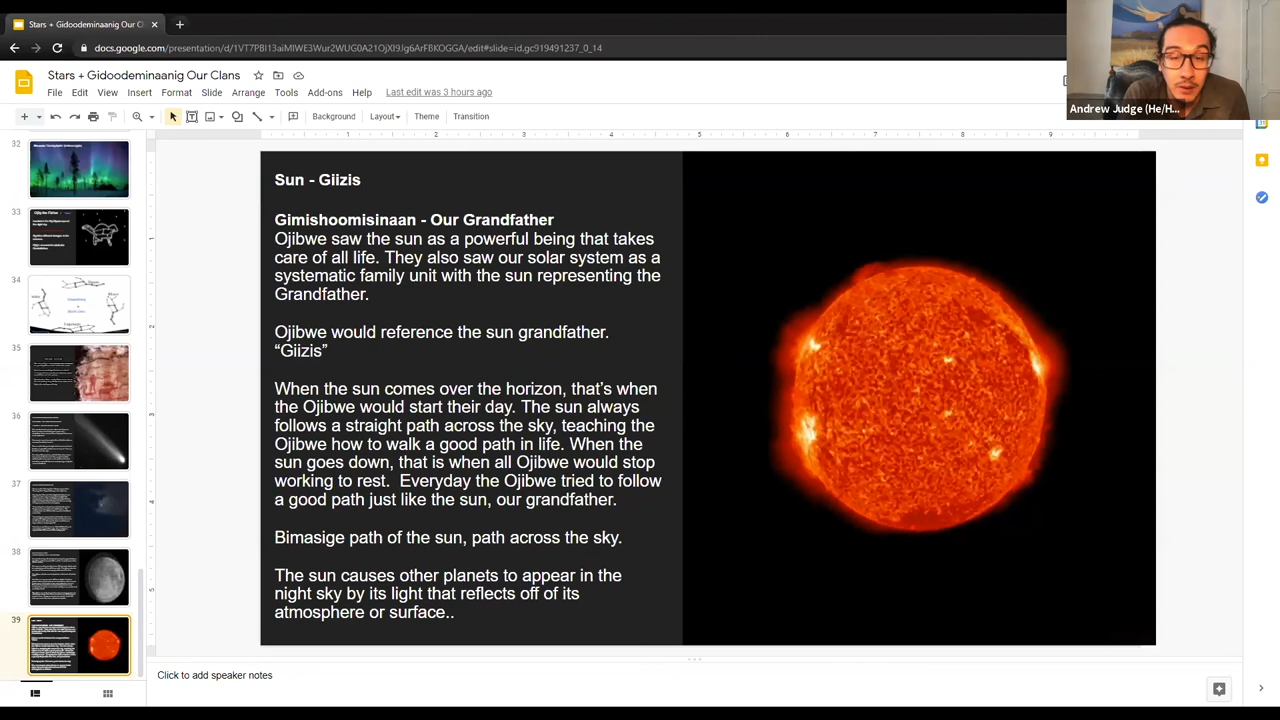 Stars + Gidoodeminaanig Our C
docs.google.com/presentation/d/
Stars + Gidoodeminaanig Our Clans
File Edit View Insert Format Slide Arrange Tools Add-ons Help Last edit was 3 hours ago
Background Layout Theme Transition
1 2 3 4 5 6 7 8 9
Andrew Judge (He/H...
32
33
34
35
36
37
38
39
Sun - Giizis
Gimishoomisinaan - Our Grandfather
Ojibwe saw the sun as a powerful being that takes
care of all life. They also saw our solar system as a
systematic family unit with the sun representing the
Grandfather.
Ojibwe would reference the sun grandfather.
“Giizis”
When the sun comes over the horizon, that’s when
the Ojibwe would start their day. The sun always
follows a straight path across the sky, teaching the
Ojibwe how to walk a good path in life. When the
sun goes down, that is when all Ojibwe would stop
working to rest. Everyday the Ojibwe tried to follow
a good path just like the sun, our grandfather.
Bimasige path of the sun, path across the sky.
The sun causes other planets to appear in the
night sky by its light that reflects off of its
atmosphere or surface..
Click to add speaker notes